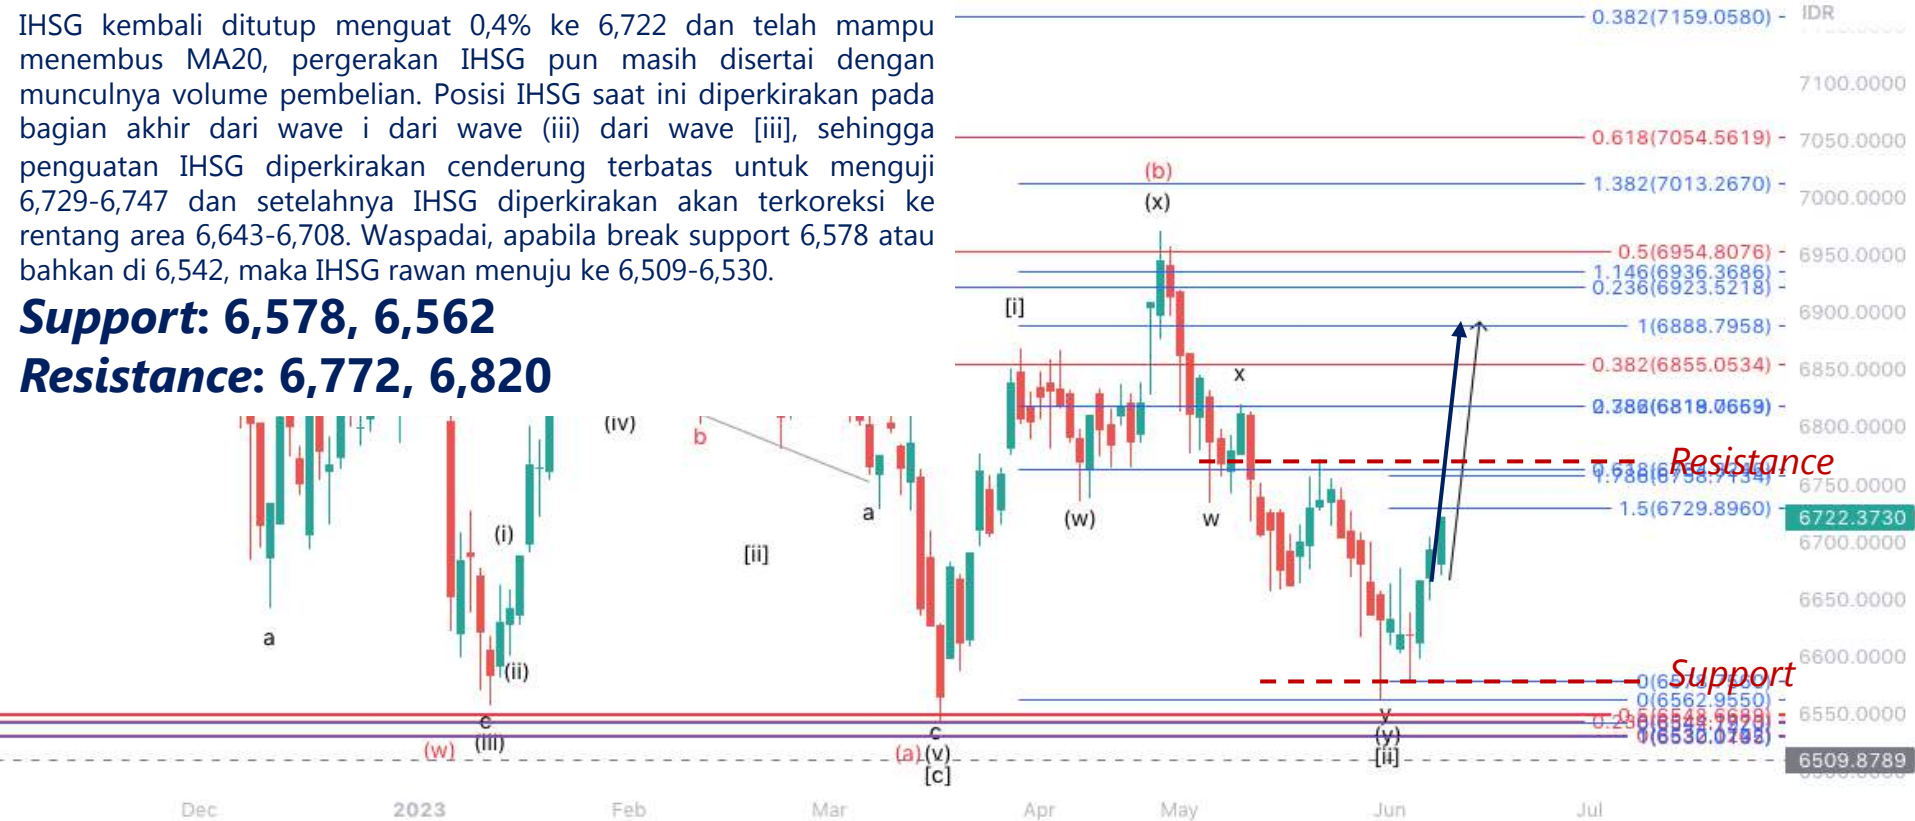 IHSG kembali ditutup menguat 0,4% ke 6,722 dan telah mampu
menembus MA20, pergerakan IHSG pun masih disertai dengan
munculnya volume pembelian. Posisi IHSG saat ini diperkirakan pada
bagian akhir dari wave i dari wave (iii) dari wave [iii], sehingga
penguatan IHSG diperkirakan cenderung terbatas untuk menguji
6,729-6,747 dan setelahnya IHSG diperkirakan akan terkoreksi ke
rentang area 6,643-6,708. Waspadai, apabila break support 6,578 atau
bahkan di 6,542, maka IHSG rawan menuju ke 6,509-6,530.
Support: 6,578, 6,562
Resistance: 6,772, 6,820
0.382(7159.0580)
IDR
7100.0000
0.618(7054.5619)
7050.0000
(b)
1.382(7013.2670)
(x)
7000.0000
0.5(6954.8076)
6950.0000
1.146(6936.3686)
0.236(6923.5218)
[i]
6900.0000
1(6888.7958)
0.382(6855.0534)
6850.0000
x
(iv)
b
6800.0000
Resistance
6750.0000
a
(w)
w
1.5(6729.8960)
6722.3730
(i)
6700.0000
[ii]
a
6650.0000
(ii)
6600.0000
Support
0(6562.9550)
6550.0000
c
c
y
(w)
(iii)
(a)
(v)
(y)
[c]
[ii]
6509.8789
Dec
2023
Feb
Mar
Apr
May
Jun
Jul